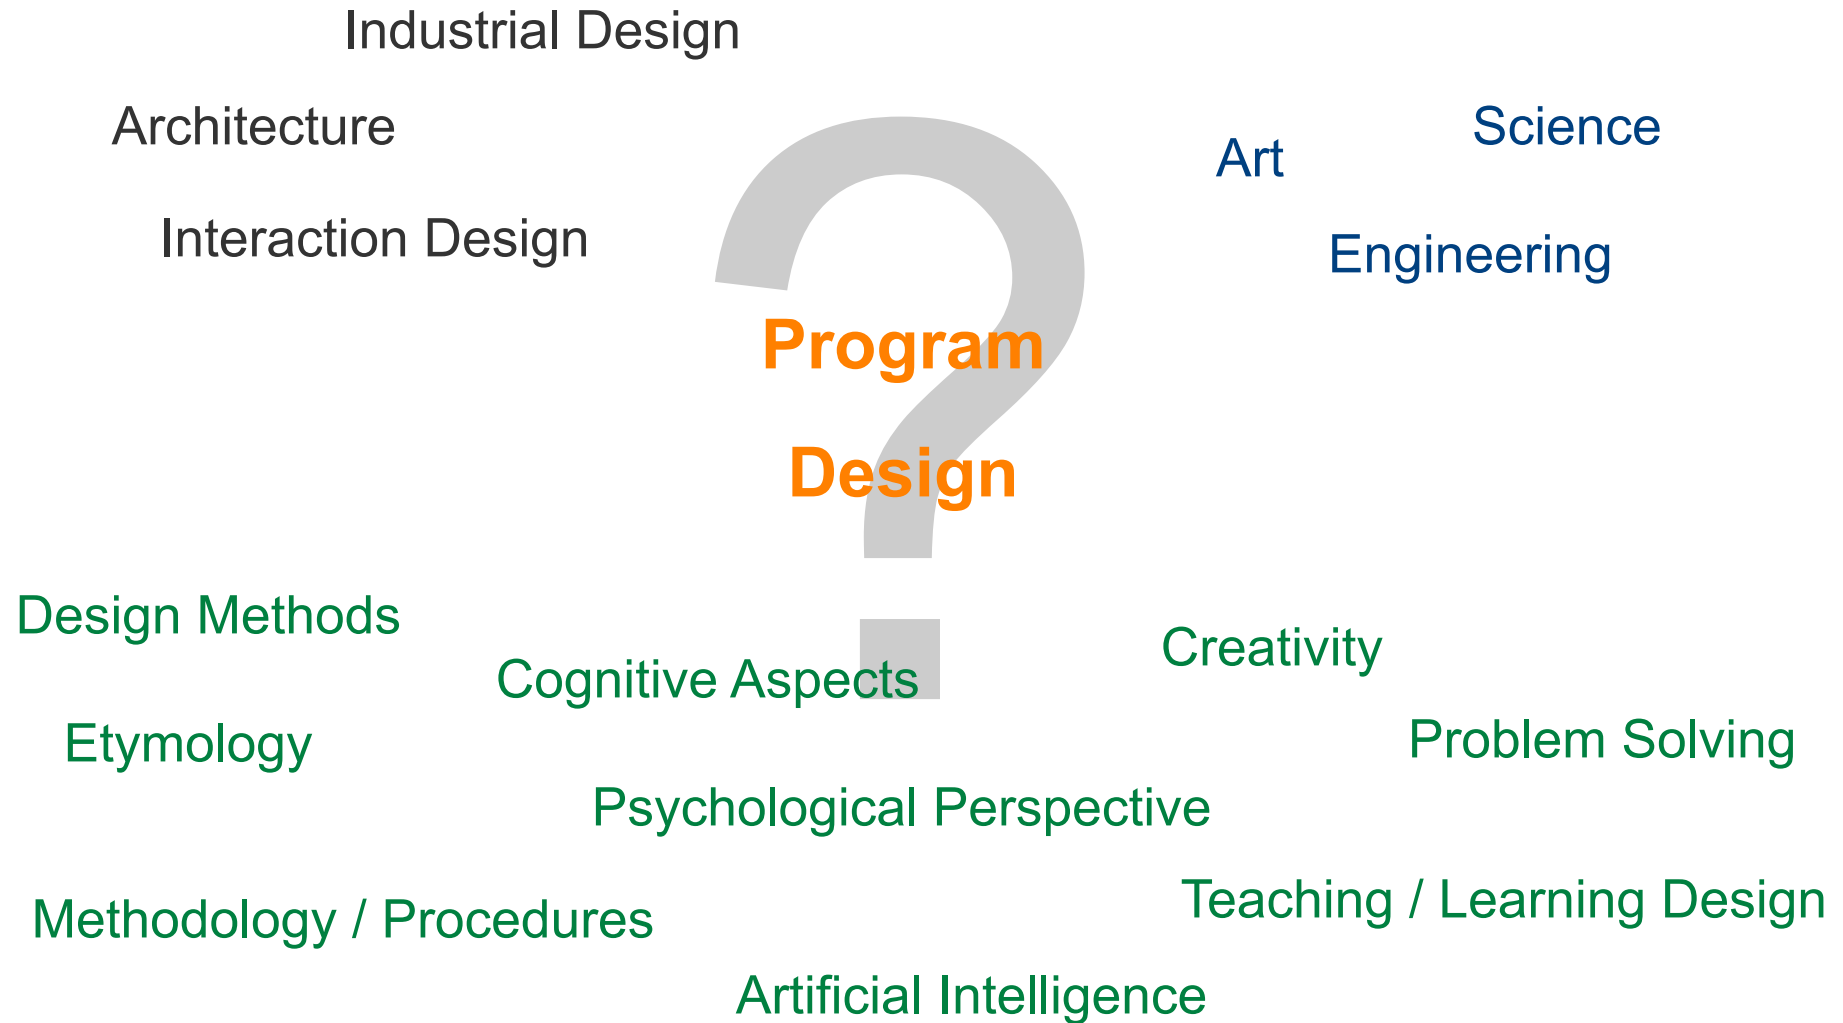 Industrial Design
Architecture
Interaction Design
Art
Science
Engineering
?
Program
Design
Design Methods
Cognitive Aspects
Creativity
Etymology
Problem Solving
Psychological Perspective
Methodology / Procedures
Teaching / Learning Design
Artificial Intelligence